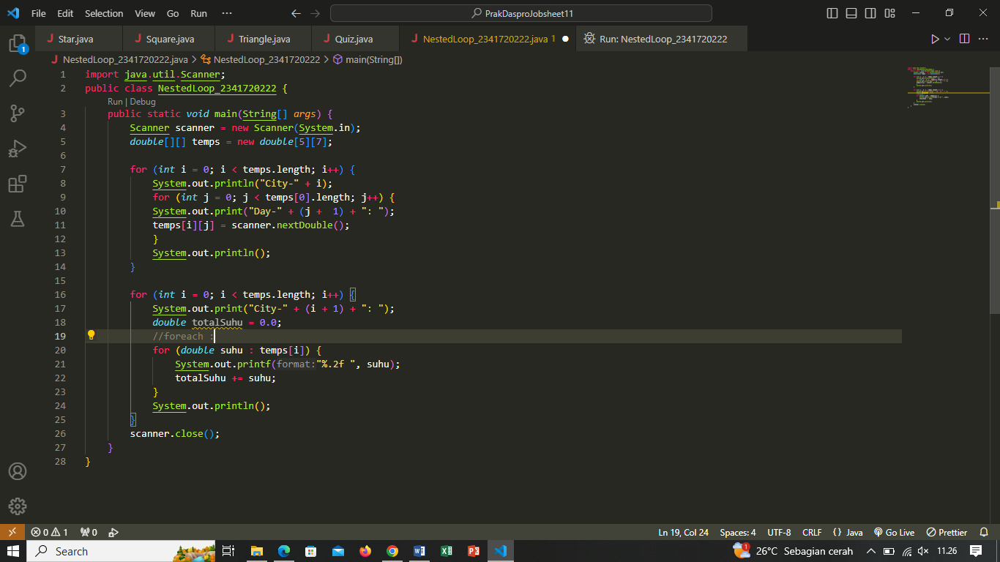 File Edit Selection View Go Run ··· PrakDasproJobsheet11
Star.java Square.java Triangle.java Quiz.java NestedLoop_2341720222.java 1 Run: NestedLoop_2341720222
NestedLoop_2341720222.java > NestedLoop_2341720222 > main(String[])
1 import java.util.Scanner;
2 public class NestedLoop_2341720222 {
Run | Debug
3 public static void main(String[] args) {
4 Scanner scanner = new Scanner(System.in);
5 double[][] temps = new double[5][7];
6
7 for (int i = 0; i < temps.length; i++) {
8 System.out.println("City-" + i);
9 for (int j = 0; j < temps[0].length; j++) {
10 System.out.print("Day-" + (j +  1) + ": ");
11 temps[i][j] = scanner.nextDouble();
12 }
13 System.out.println();
14 }
15
16 for (int i = 0; i < temps.length; i++) {
17 System.out.print("City-" + (i + 1) + ": ");
18 double totalSuhu = 0.0;
19 //foreach :
20 for (double suhu : temps[i]) {
21 System.out.printf(format:"%.2f ", suhu);
22 totalSuhu += suhu;
23 }
24 System.out.println();
25 }
26 scanner.close();
27 }
28 }
1
0 1 0 Ln 19, Col 24 Spaces: 4 UTF-8 CRLF {} Java Go Live Prettier
Search 1 26°C Sebagian cerah 11.26